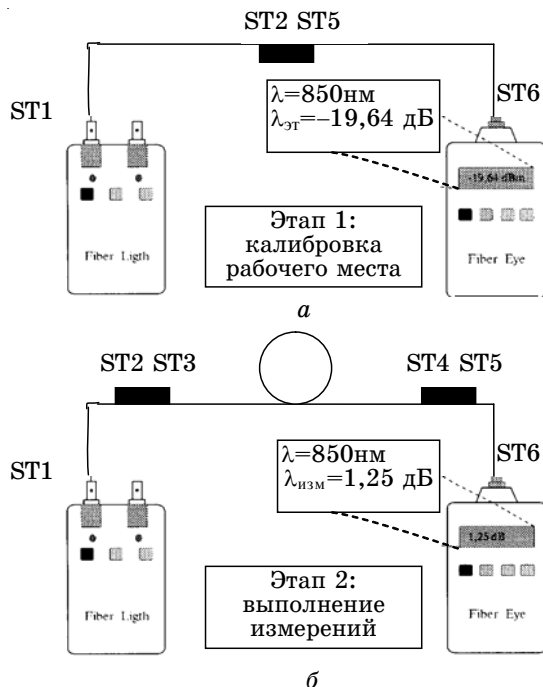 ST2 ST5
ST1
ST6
λ=850нм
λэт=−19,64 дБ
-19,64 dBm
Этап 1:
калибровка
рабочего места
Fiber Ligth
Fiber Eye
а
ST2 ST3
ST4 ST5
ST1
ST6
λ=850нм
λизм=1,25 дБ
1,25 dB
Этап 2:
выполнение
измерений
Fiber Ligth
Fiber Eye
б